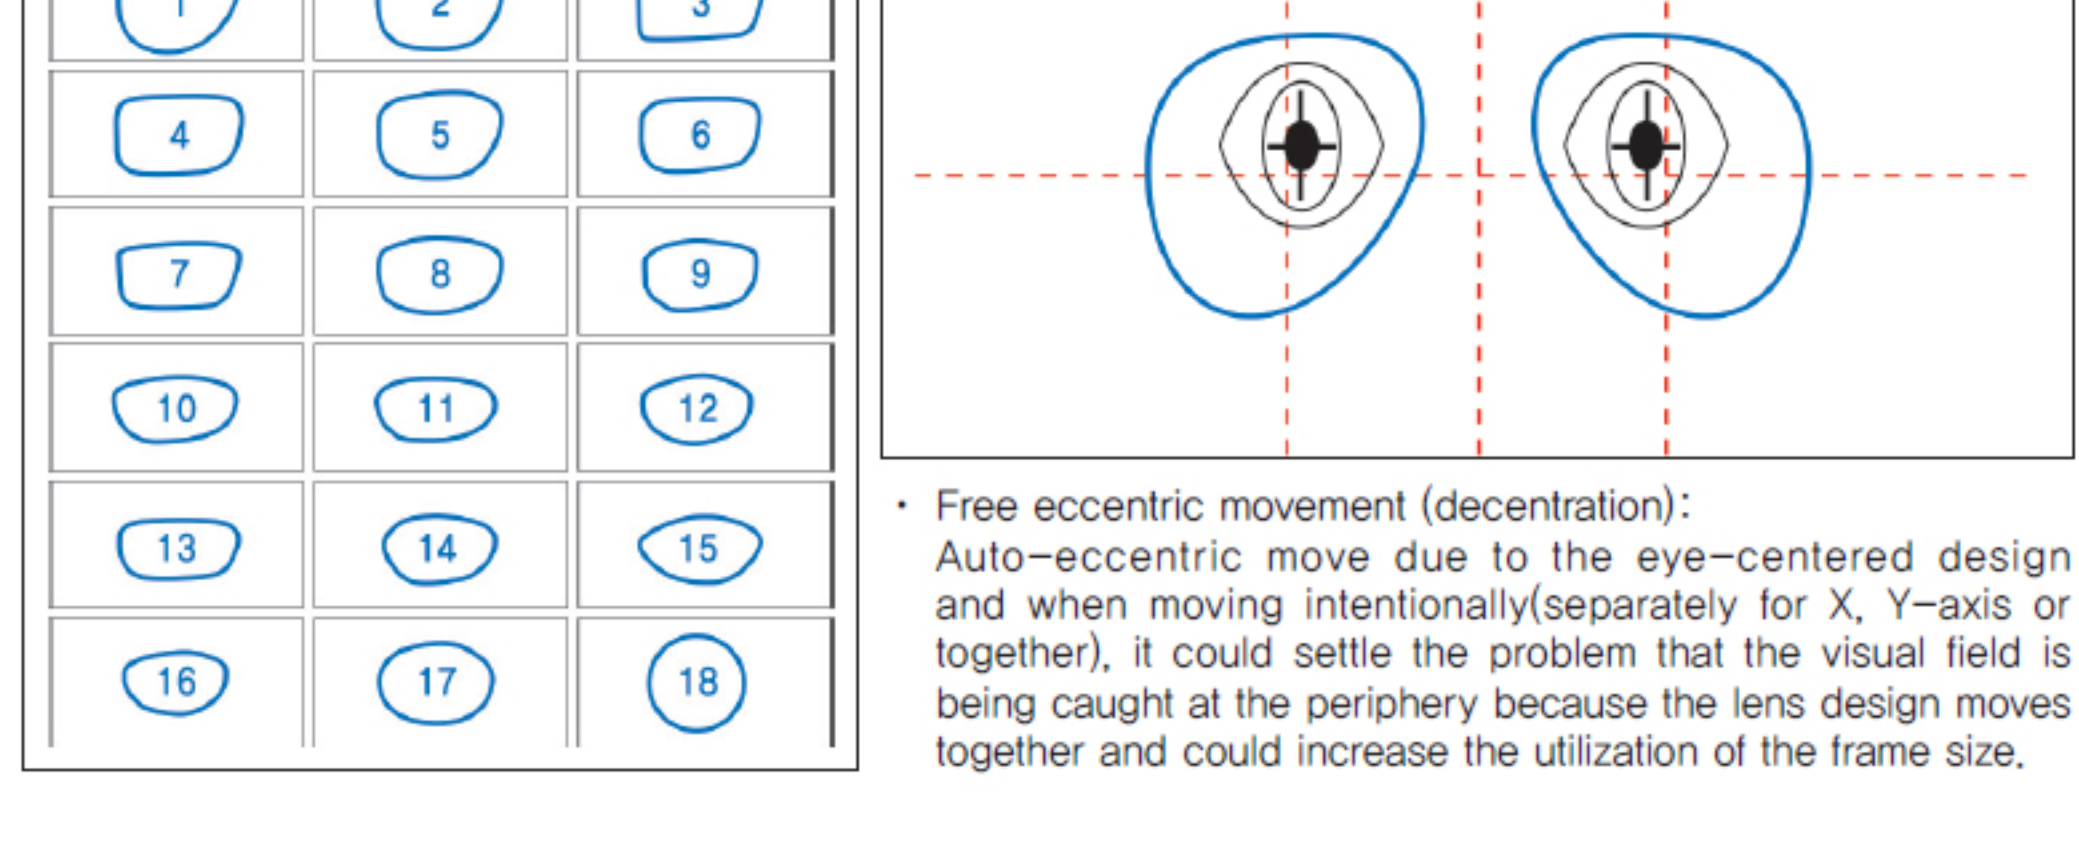 1 2 3
4 5 6
7 8 9
10 11 12
13 14 15
16 17 18
· Free eccentric movement (decentration):
Auto-eccentric move due to the eye-centered design
and when moving intentionally(separately for X, Y-axis or
together), it could settle the problem that the visual field is
being caught at the periphery because the lens design moves
together and could increase the utilization of the frame size.